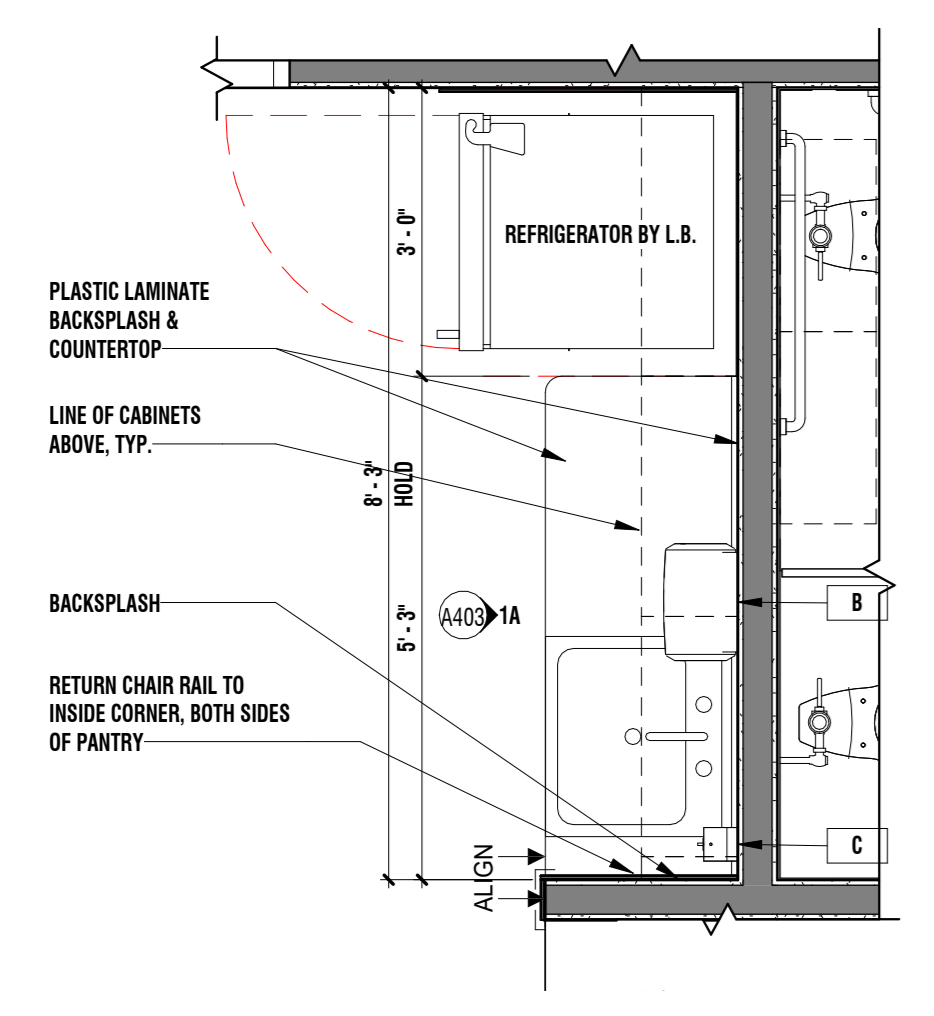 3' - 0"
REFRIGERATOR BY L.B.
PLASTIC LAMINATE
BACKSPLASH &
COUNTERTOP
LINE OF CABINETS
ABOVE, TYP.
8' - 3"
HOLD
BACKSPLASH
A403
1A
5' - 3"
B
RETURN CHAIR RAIL TO
INSIDE CORNER, BOTH SIDES
OF PANTRY
C
ALIGN